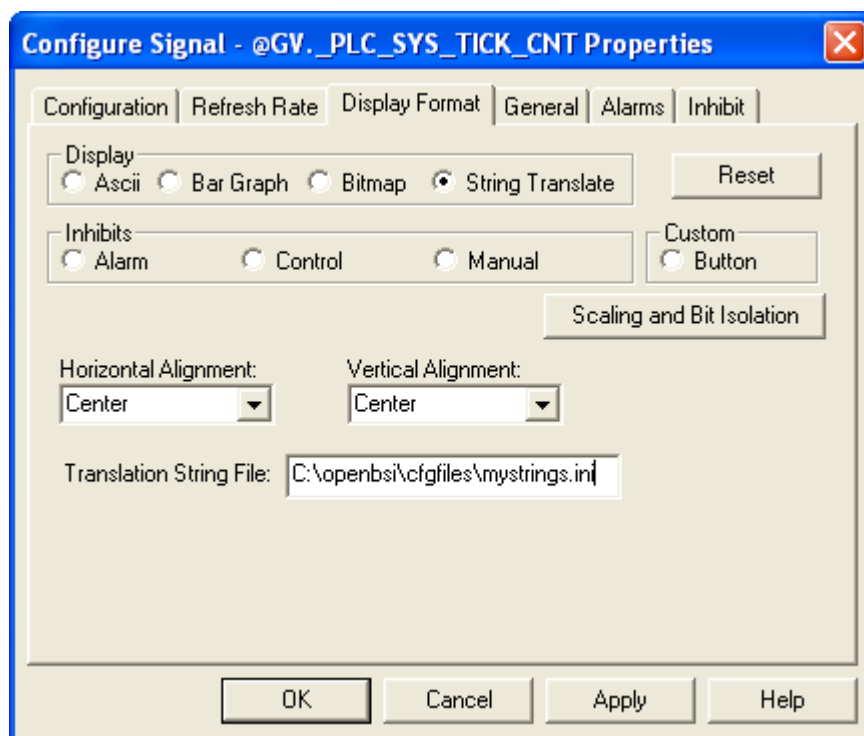 Configure Signal - @GV._PLC_SYS_TICK_CNT Properties
Configuration Refresh Rate Display Format General Alarms Inhibit
Display
Ascii Bar Graph Bitmap String Translate Reset
Inhibits Custom
Alarm Control Manual Button
Scaling and Bit Isolation
Horizontal Alignment: Vertical Alignment:
Center Center
Translation String File: C:\openbsi\cfgfiles\mystrings.ini
OK Cancel Apply Help